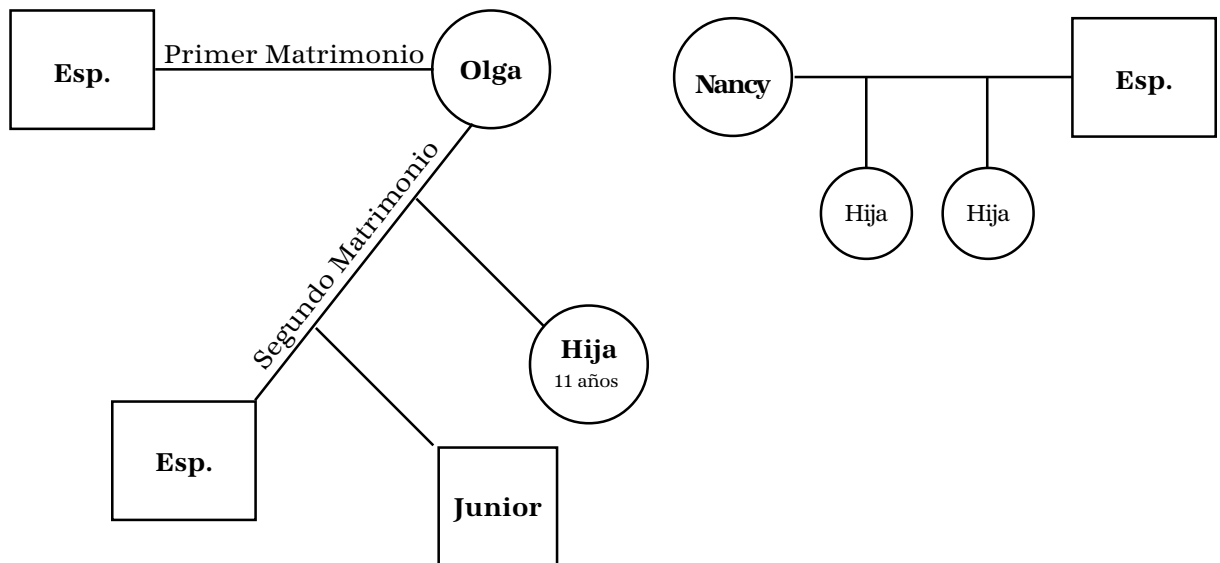 Esp.
Primer Matrimonio
Olga
Segundo Matrimonio
Hija
11 años
Esp.
Junior
Nancy
Esp.
Hija
Hija